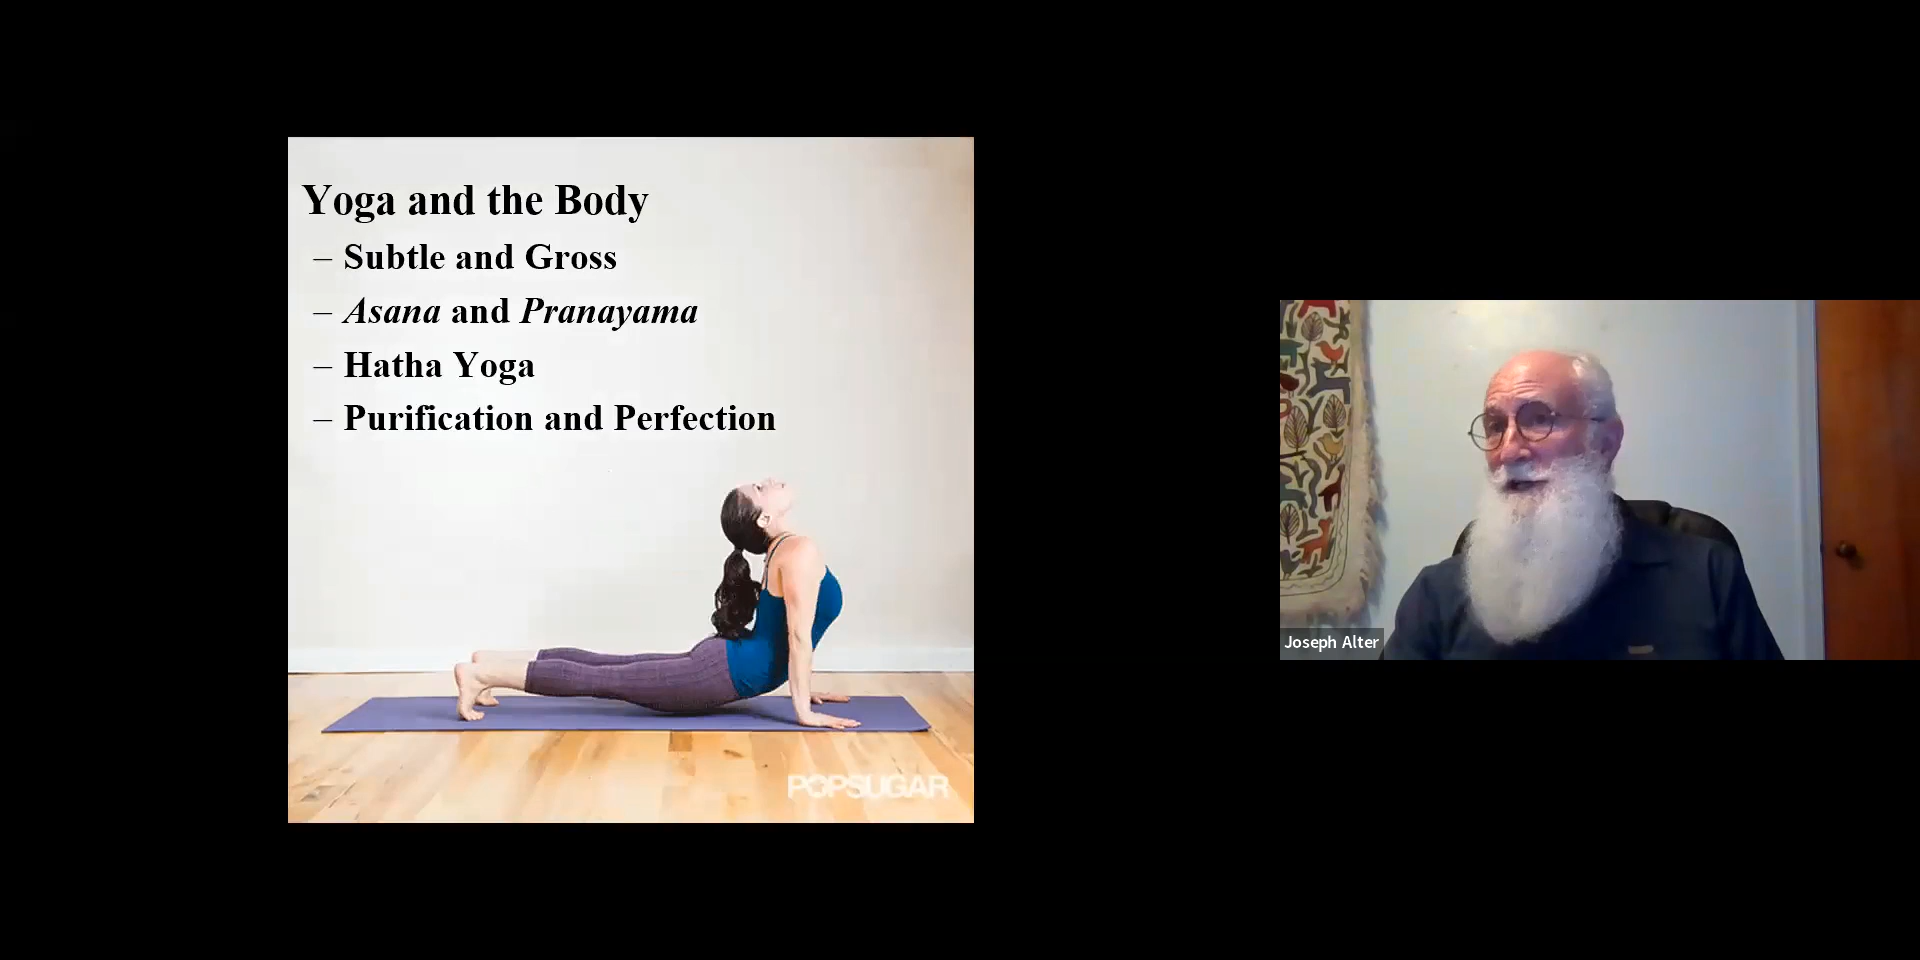 Yoga and the Body
– Subtle and Gross
– Asana and Pranayama
– Hatha Yoga
– Purification and Perfection
POPSUGAR
Joseph Alter